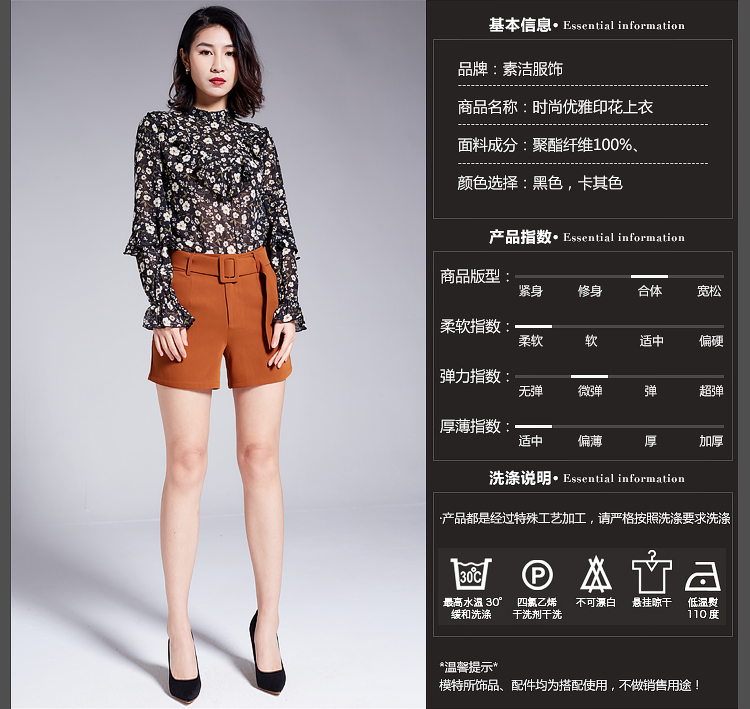 基本信息• Essential information
品牌：素洁服饰
商品名称：时尚优雅印花上衣
面料成分：聚酯纤维100%、
颜色选择：黑色，卡其色
产品指数• Essential information
商品版型：
紧身 修身 合体 宽松
柔软指数：
柔软 软 适中 偏硬
弹力指数：
无弹 微弹 弹 超弹
厚薄指数：
适中 偏薄 厚 加厚
洗涤说明• Essential information
·产品都是经过特殊工艺加工，请严格按照洗涤要求洗涤
30℃ P
最高水温 30° 四氯乙烯 不可漂白 悬挂晾干 低温熨
缓和洗涤 干洗剂干洗 110 度
*温馨提示*
模特所饰品、配件均为搭配使用，不做销售用途！